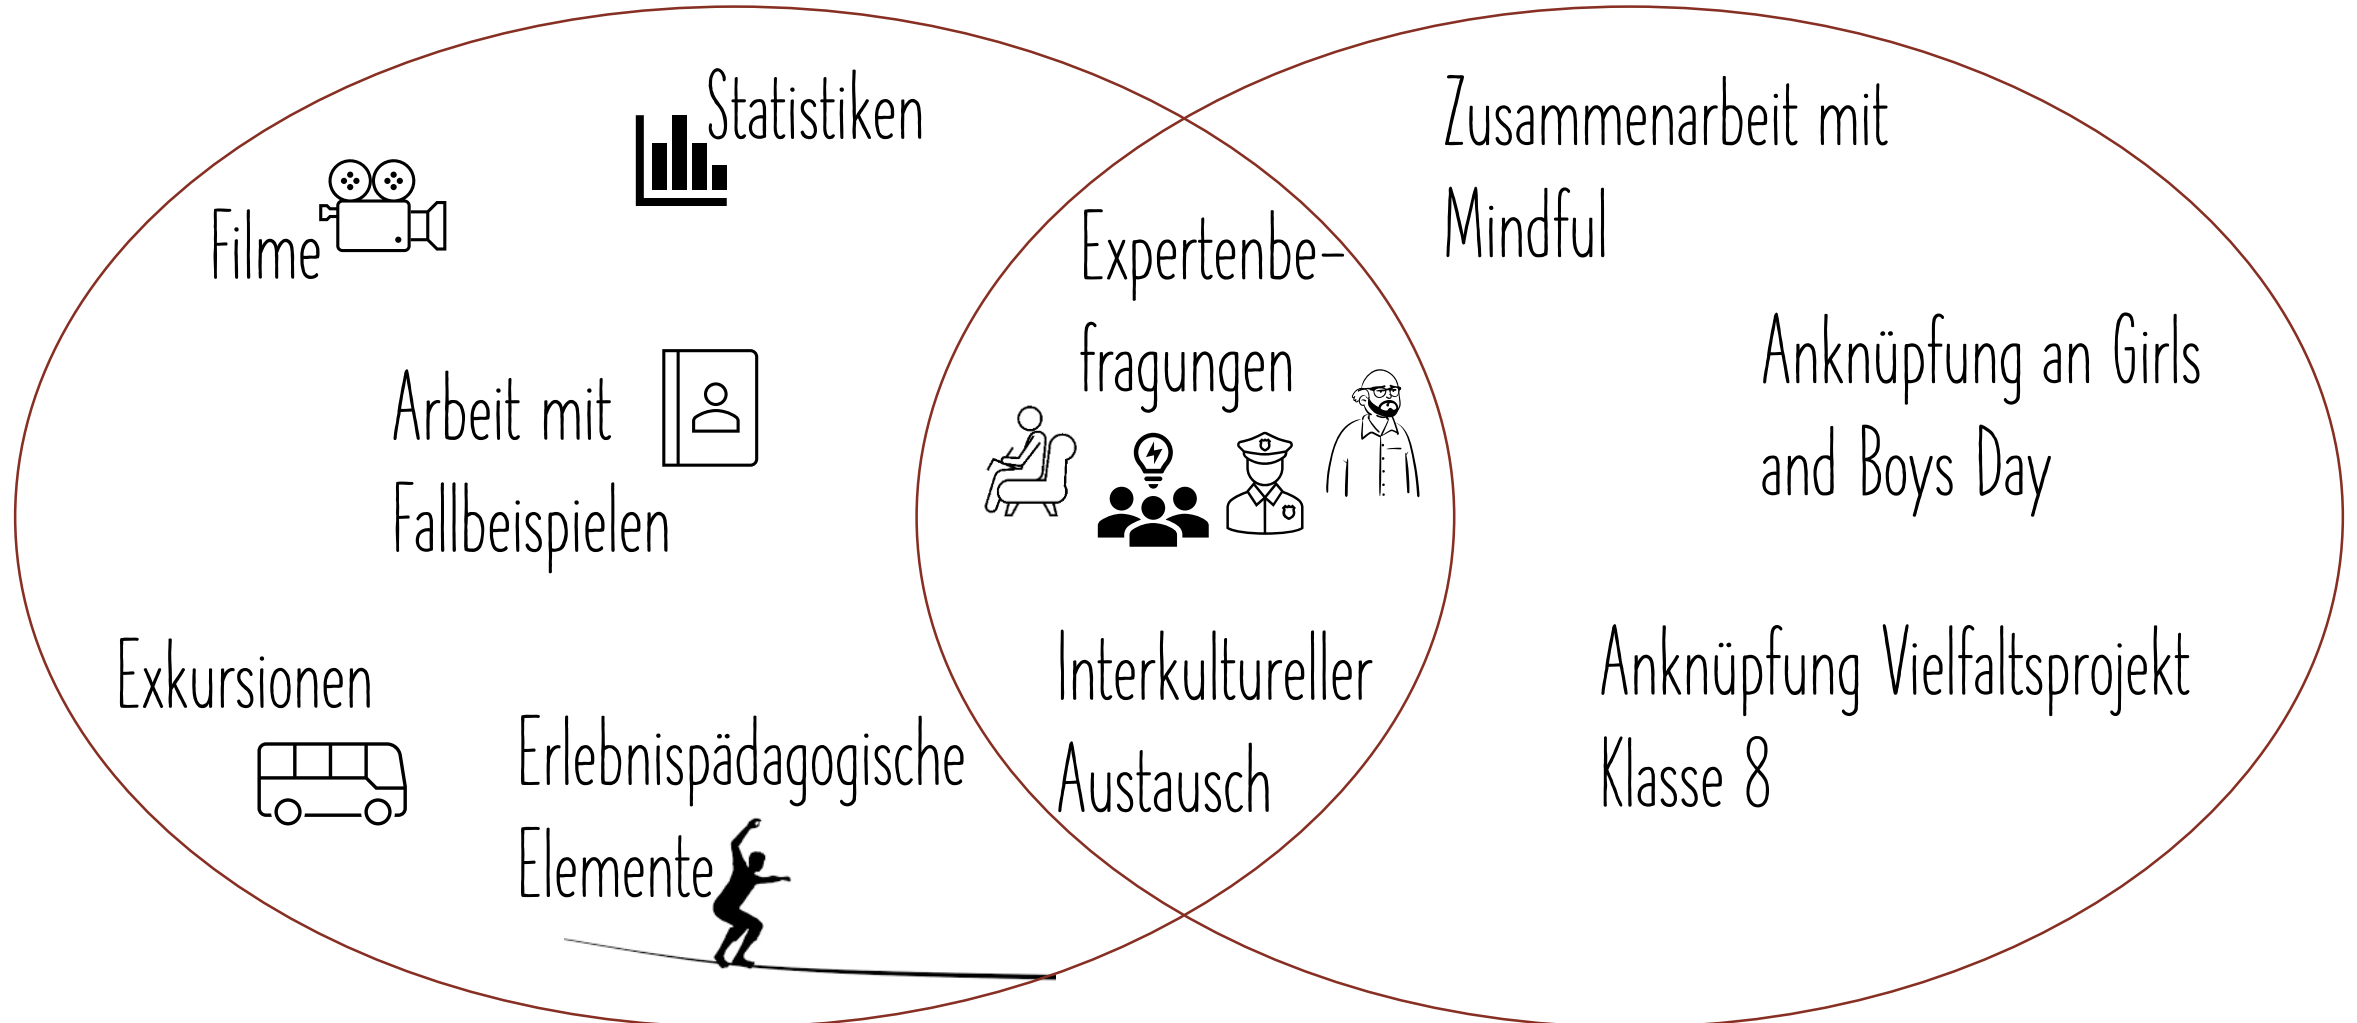 Statistiken
Filme
Arbeit mit
Fallbeispielen
Exkursionen
Erlebnispädagogische
Elemente
Expertenbe-
fragungen
Interkultureller
Austausch
Zusammenarbeit mit
Mindful
Anknüpfung an Girls
and Boys Day
Anknüpfung Vielfaltsprojekt
Klasse 8